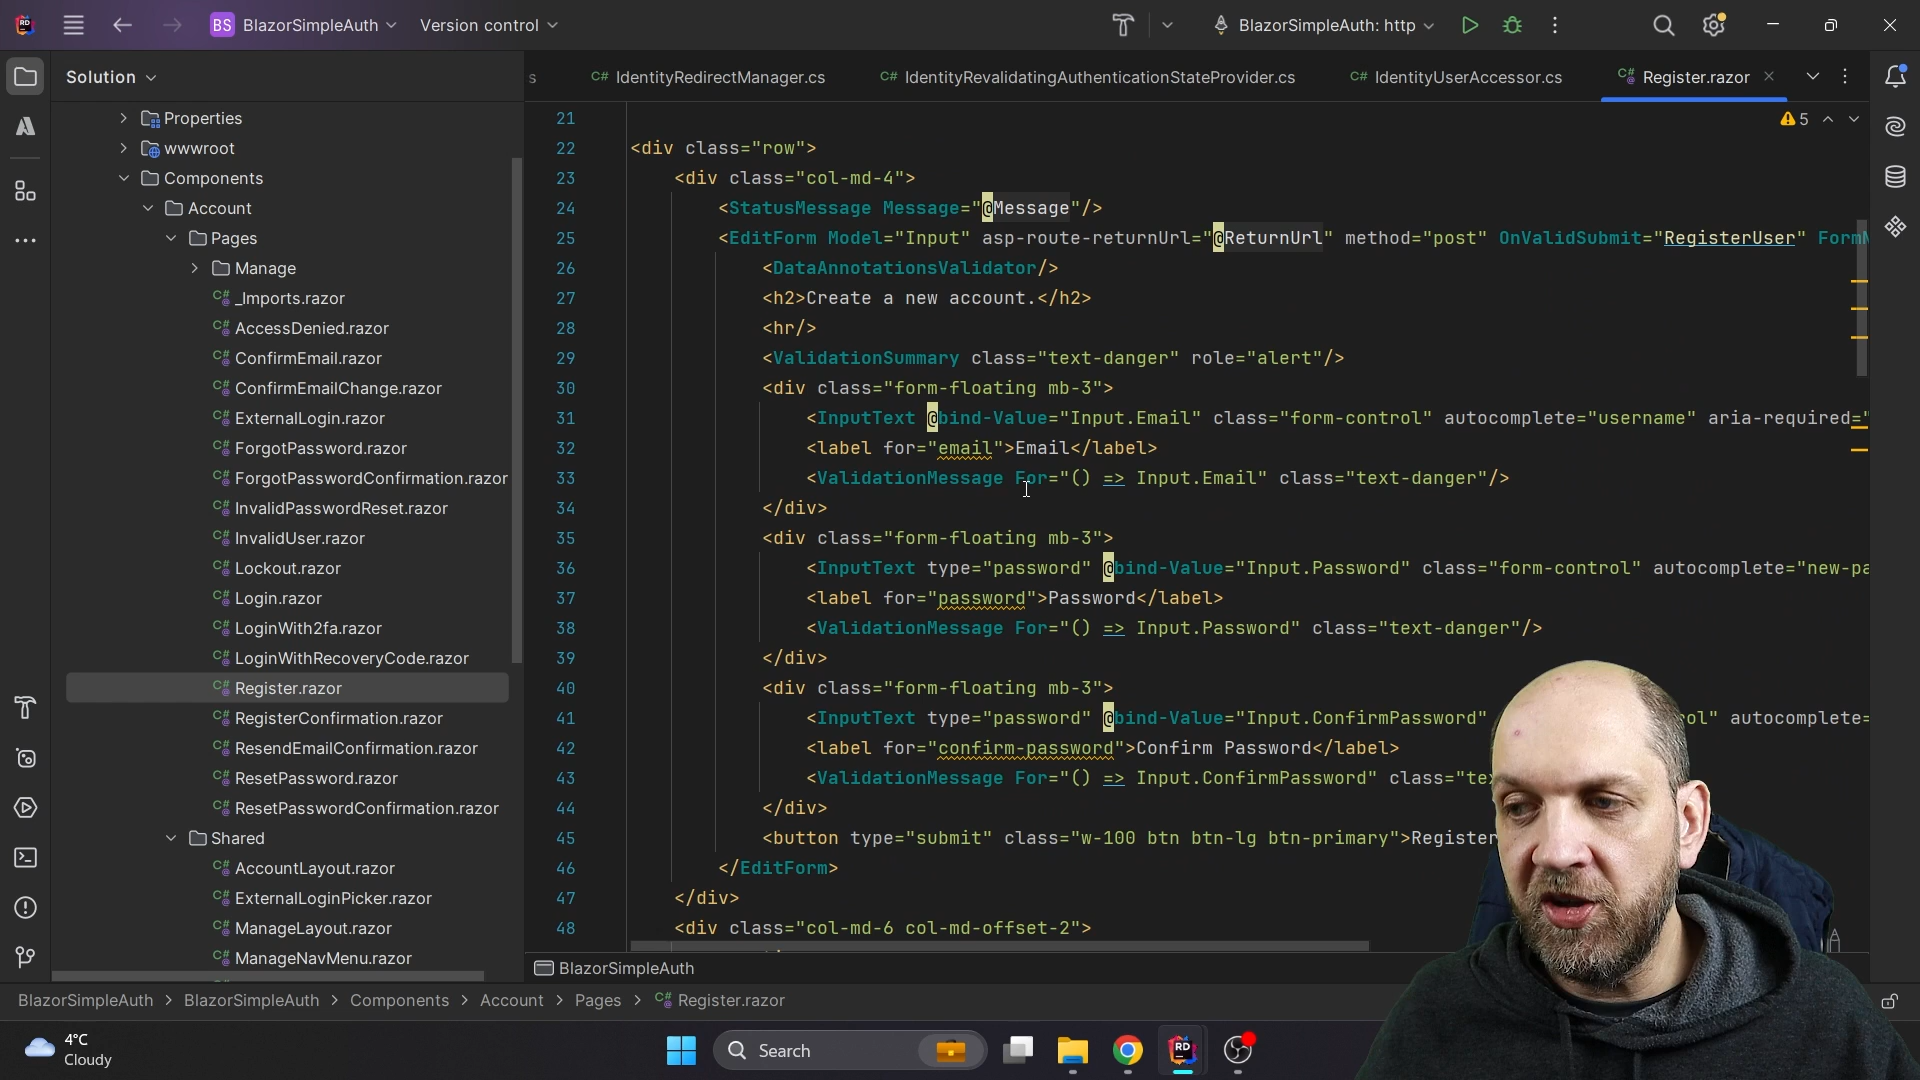 RD
BS BlazorSimpleAuth
Version control
BlazorSimpleAuth: http
Solution
s
C# IdentityRedirectManager.cs
C# IdentityRevalidatingAuthenticationStateProvider.cs
C# IdentityUserAccessor.cs
C# Register.razor
Properties
wwwroot
Components
Account
Pages
Manage
C# _Imports.razor
C# AccessDenied.razor
C# ConfirmEmail.razor
C# ConfirmEmailChange.razor
C# ExternalLogin.razor
C# ForgotPassword.razor
C# ForgotPasswordConfirmation.razor
C# InvalidPasswordReset.razor
C# InvalidUser.razor
C# Lockout.razor
C# Login.razor
C# LoginWith2fa.razor
C# LoginWithRecoveryCode.razor
C# Register.razor
C# RegisterConfirmation.razor
C# ResendEmailConfirmation.razor
C# ResetPassword.razor
C# ResetPasswordConfirmation.razor
Shared
C# AccountLayout.razor
C# ExternalLoginPicker.razor
C# ManageLayout.razor
C# ManageNavMenu.razor
5
21
22 <div class="row">
23 <div class="col-md-4">
24 <StatusMessage Message="@Message"/>
25 <EditForm Model="Input" asp-route-returnUrl="@ReturnUrl" method="post" OnValidSubmit="RegisterUser" Form
26 <DataAnnotationsValidator/>
27 <h2>Create a new account.</h2>
28 <hr/>
29 <ValidationSummary class="text-danger" role="alert"/>
30 <div class="form-floating mb-3">
31 <InputText @bind-Value="Input.Email" class="form-control" autocomplete="username" aria-required="
32 <label for="email">Email</label>
33 <ValidationMessage For="() => Input.Email" class="text-danger"/>
34 </div>
35 <div class="form-floating mb-3">
36 <InputText type="password" @bind-Value="Input.Password" class="form-control" autocomplete="new-pa
37 <label for="password">Password</label>
38 <ValidationMessage For="() => Input.Password" class="text-danger"/>
39 </div>
40 <div class="form-floating mb-3">
41 <InputText type="password" @bind-Value="Input.ConfirmPassword" ol" autocomplete=
42 <label for="confirm-password">Confirm Password</label>
43 <ValidationMessage For="() => Input.ConfirmPassword" class="te
44 </div>
45 <button type="submit" class="w-100 btn btn-lg btn-primary">Register
46 </EditForm>
47 </div>
48 <div class="col-md-6 col-md-offset-2">
BlazorSimpleAuth
BlazorSimpleAuth > BlazorSimpleAuth > Components > Account > Pages > C# Register.razor
4°C
Cloudy
Search
RD